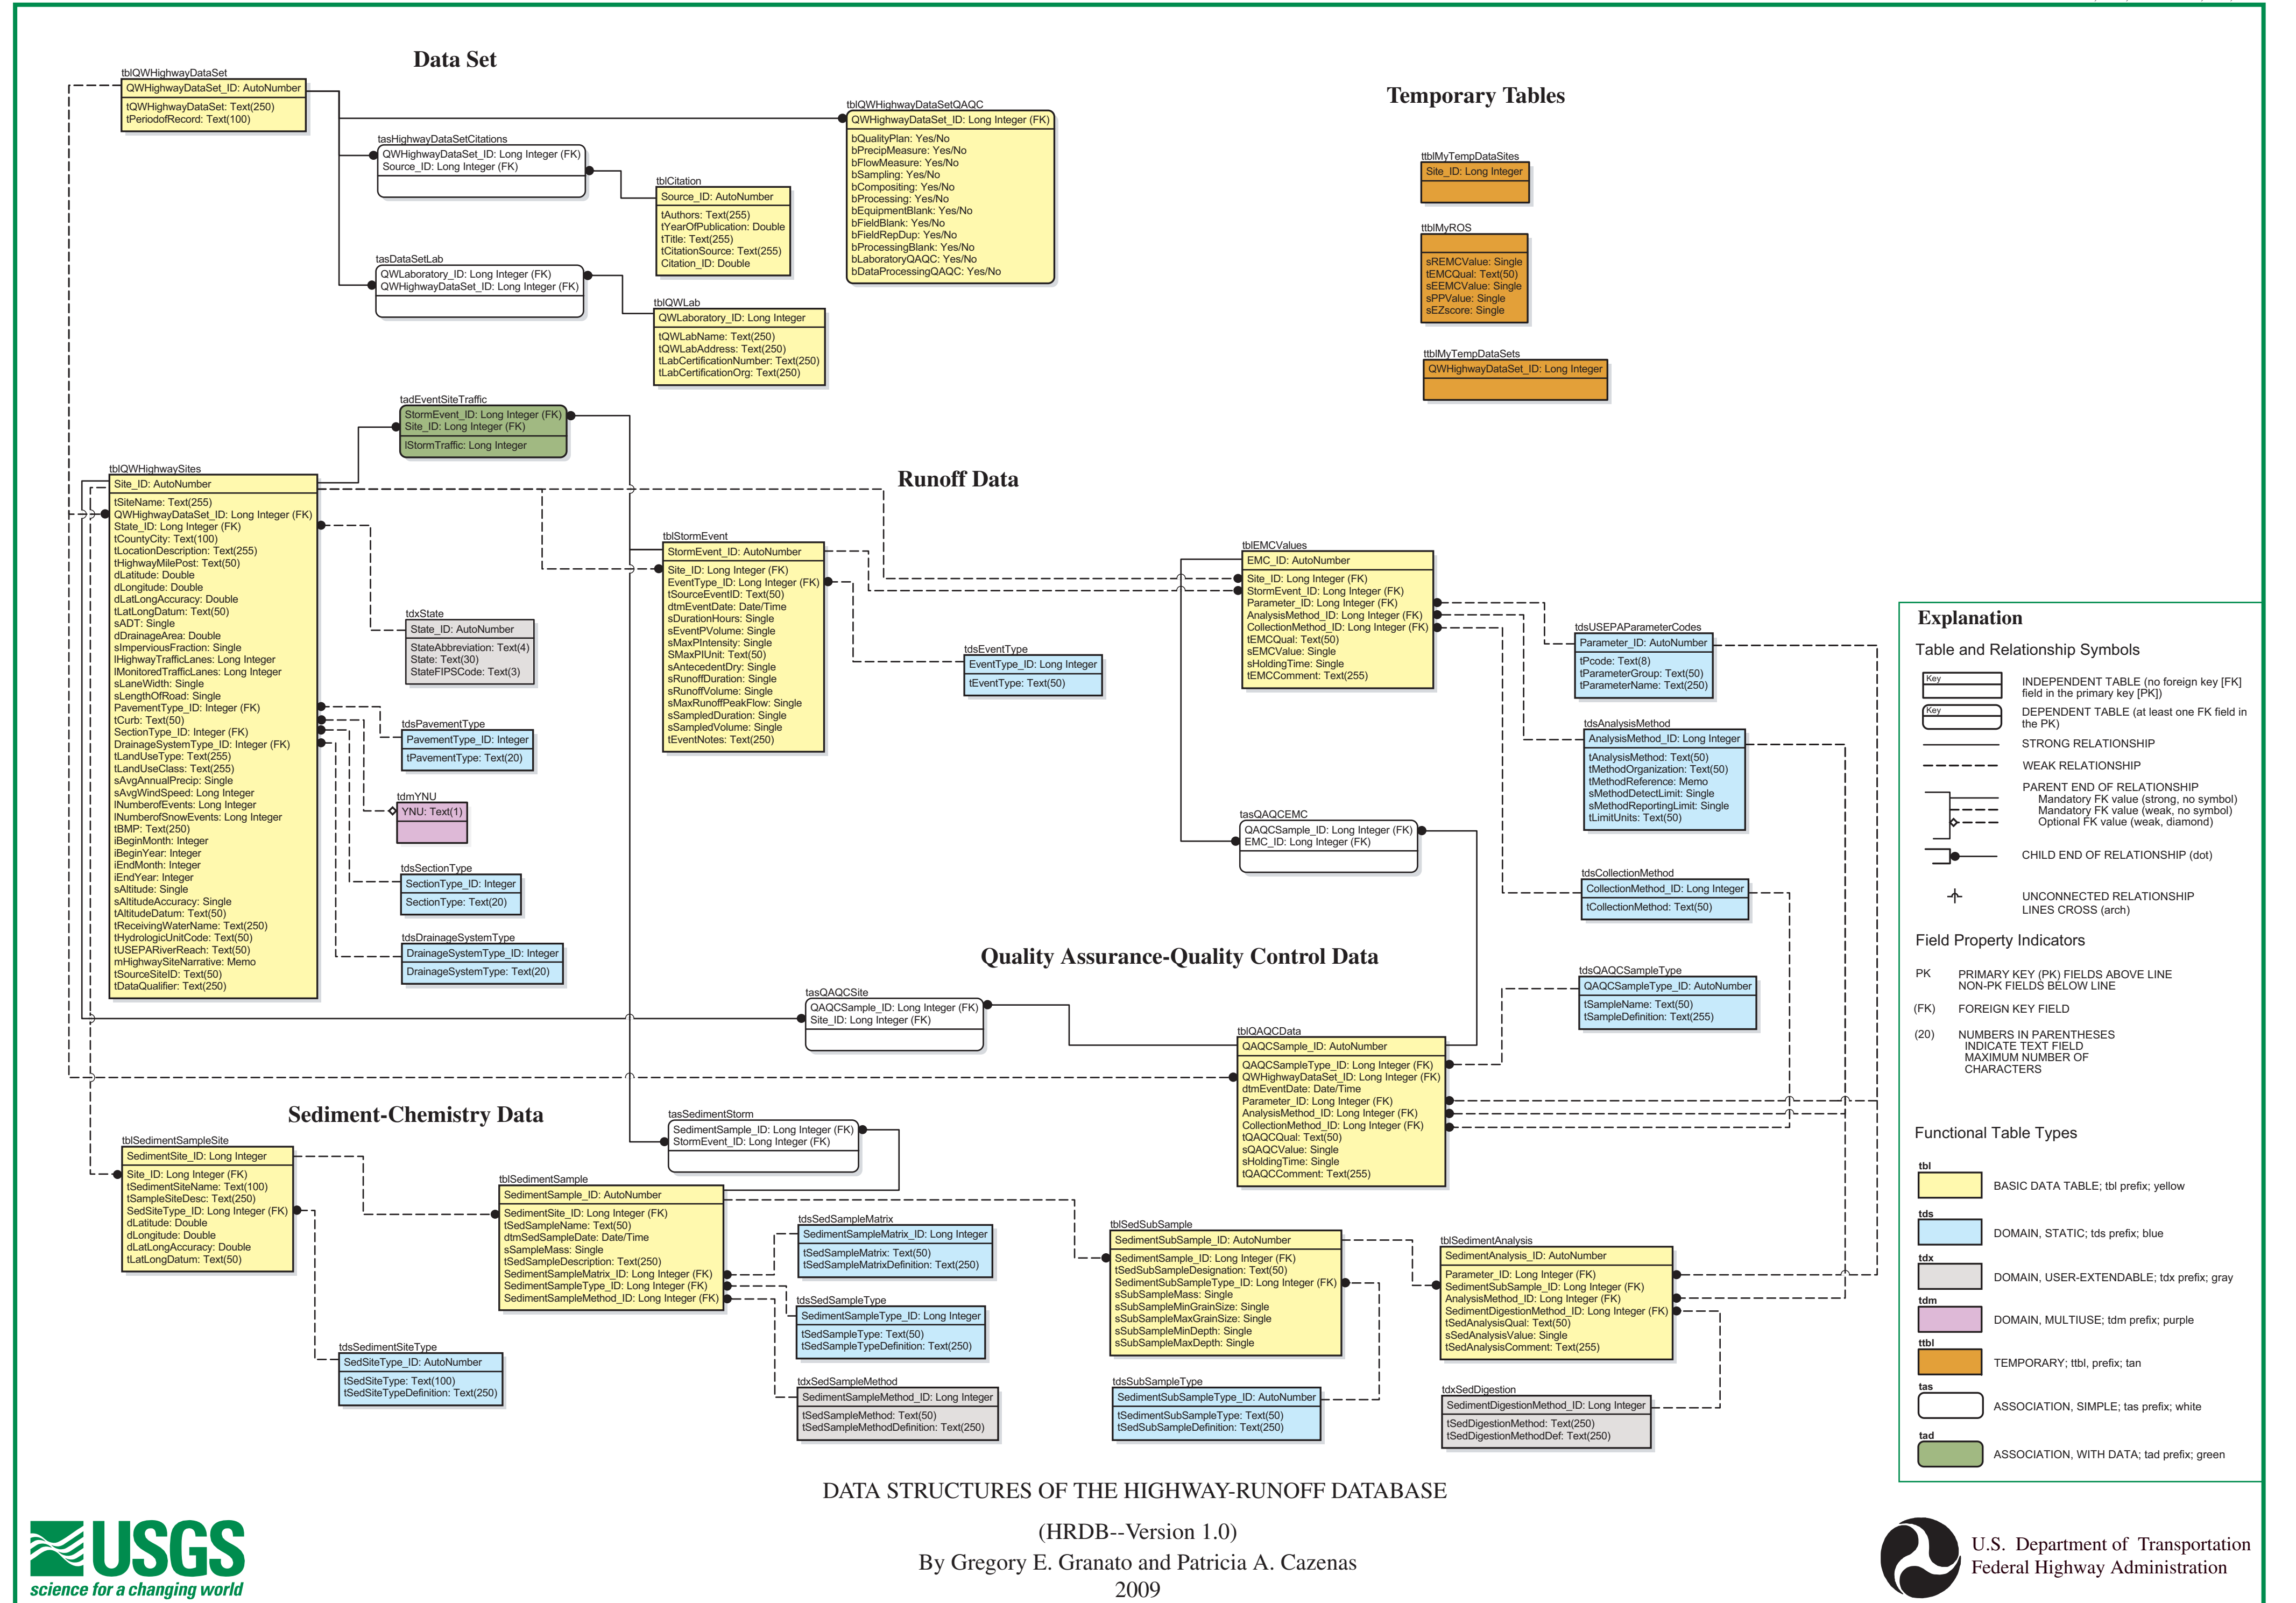 Data Set
tblQWHighwayDataSet
QWHighwayDataSet_ID: AutoNumber
tQWHighwayDataSet: Text(250)
tPeriodofRecord: Text(100)
tasHighwayDataSetCitations
QWHighwayDataSet_ID: Long Integer (FK)
Source_ID: Long Integer (FK)
tblCitation
Source_ID: AutoNumber
tAuthors: Text(255)
tYearOfPublication: Double
tTitle: Text(255)
tCitationSource: Text(255)
Citation_ID: Double
tblQWHighwayDataSetQAQC
QWHighwayDataSet_ID: Long Integer (FK)
bQualityPlan: Yes/No
bPrecipMeasure: Yes/No
bFlowMeasure: Yes/No
bSampling: Yes/No
bCompositing: Yes/No
bProcessing: Yes/No
bEquipmentBlank: Yes/No
bFieldBlank: Yes/No
bFieldRepDup: Yes/No
bProcessingBlank: Yes/No
bLaboratoryQAQC: Yes/No
bDataProcessingQAQC: Yes/No
tasDataSetLab
QWLaboratory_ID: Long Integer (FK)
QWHighwayDataSet_ID: Long Integer (FK)
tblQWLab
QWLaboratory_ID: Long Integer
tQWLabName: Text(250)
tQWLabAddress: Text(250)
tLabCertificationNumber: Text(250)
tLabCertificationOrg: Text(250)
Temporary Tables
ttblMyTempDataSites
Site_ID: Long Integer
ttblMyROS
sREMCValue: Single
tEMCQual: Text(50)
sEEMCValue: Single
sPPValue: Single
sEZscore: Single
ttblMyTempDataSets
QWHighwayDataSet_ID: Long Integer
tadEventSiteTraffic
StormEvent_ID: Long Integer (FK)
Site_ID: Long Integer (FK)
lStormTraffic: Long Integer
Runoff Data
tblQWHighwaySites
Site_ID: AutoNumber
tSiteName: Text(255)
QWHighwayDataSet_ID: Long Integer (FK)
State_ID: Long Integer (FK)
tCountyCity: Text(100)
tLocationDescription: Text(255)
tHighwayMilePost: Text(50)
dLatitude: Double
dLongitude: Double
dLatLongAccuracy: Double
tLatLongDatum: Text(50)
sADT: Single
dDrainageArea: Double
sImperviousFraction: Single
lHighwayTrafficLanes: Long Integer
lMonitoredTrafficLanes: Long Integer
sLaneWidth: Single
sLengthOfRoad: Single
PavementType_ID: Integer (FK)
tCurb: Text(50)
SectionType_ID: Integer (FK)
DrainageSystemType_ID: Integer (FK)
tLandUseType: Text(255)
tLandUseClass: Text(255)
sAvgAnnualPrecip: Single
sAvgWindSpeed: Long Integer
lNumberofEvents: Long Integer
lNumberofSnowEvents: Long Integer
tBMP: Text(250)
iBeginMonth: Integer
iBeginYear: Integer
iEndMonth: Integer
iEndYear: Integer
sAltitude: Single
sAltitudeAccuracy: Single
tAltitudeDatum: Text(50)
tReceivingWaterName: Text(250)
tHydrologicUnitCode: Text(50)
tUSEPARiverReach: Text(50)
mHighwaySiteNarrative: Memo
tSourceSiteID: Text(50)
tDataQualifier: Text(250)
tdxState
State_ID: AutoNumber
StateAbbreviation: Text(4)
State: Text(30)
StateFIPSCode: Text(3)
tdsPavementType
PavementType_ID: Integer
tPavementType: Text(20)
tdmYNU
YNU: Text(1)
tdsSectionType
SectionType_ID: Integer
SectionType: Text(20)
tdsDrainageSystemType
DrainageSystemType_ID: Integer
DrainageSystemType: Text(20)
tblStormEvent
StormEvent_ID: AutoNumber
Site_ID: Long Integer (FK)
EventType_ID: Long Integer (FK)
tSourceEventID: Text(50)
dtmEventDate: Date/Time
sDurationHours: Single
sEventPVolume: Single
sMaxPIntensity: Single
SMaxPIUnit: Text(50)
sAntecedentDry: Single
sRunoffDuration: Single
sRunoffVolume: Single
sMaxRunoffPeakFlow: Single
sSampledDuration: Single
sSampledVolume: Single
tEventNotes: Text(250)
tdsEventType
EventType_ID: Long Integer
tEventType: Text(50)
tblEMCValues
EMC_ID: AutoNumber
Site_ID: Long Integer (FK)
StormEvent_ID: Long Integer (FK)
Parameter_ID: Long Integer (FK)
AnalysisMethod_ID: Long Integer (FK)
CollectionMethod_ID: Long Integer (FK)
tEMCQual: Text(50)
sEMCValue: Single
sHoldingTime: Single
tEMCComment: Text(255)
tdsUSEPAParameterCodes
Parameter_ID: AutoNumber
tPcode: Text(8)
tParameterGroup: Text(50)
tParameterName: Text(250)
tdsAnalysisMethod
AnalysisMethod_ID: Long Integer
tAnalysisMethod: Text(50)
tMethodOrganization: Text(50)
tMethodReference: Memo
sMethodDetectLimit: Single
sMethodReportingLimit: Single
tLimitUnits: Text(50)
tasQAQCEMC
QAQCSample_ID: Long Integer (FK)
EMC_ID: Long Integer (FK)
tdsCollectionMethod
CollectionMethod_ID: Long Integer
tCollectionMethod: Text(50)
Quality Assurance-Quality Control Data
tasQAQCSite
QAQCSample_ID: Long Integer (FK)
Site_ID: Long Integer (FK)
tdsQAQCSampleType
QAQCSampleType_ID: AutoNumber
tSampleName: Text(50)
tSampleDefinition: Text(255)
tblQAQCData
QAQCSample_ID: AutoNumber
QAQCSampleType_ID: Long Integer (FK)
QWHighwayDataSet_ID: Long Integer (FK)
dtmEventDate: Date/Time
Parameter_ID: Long Integer (FK)
AnalysisMethod_ID: Long Integer (FK)
CollectionMethod_ID: Long Integer (FK)
tQAQCQual: Text(50)
sQAQCValue: Single
sHoldingTime: Single
tQAQCComment: Text(255)
Sediment-Chemistry Data
tasSedimentStorm
SedimentSample_ID: Long Integer (FK)
StormEvent_ID: Long Integer (FK)
tblSedimentSampleSite
SedimentSite_ID: Long Integer
Site_ID: Long Integer (FK)
tSedimentSiteName: Text(100)
tSampleSiteDesc: Text(250)
SedSiteType_ID: Long Integer (FK)
dLatitude: Double
dLongitude: Double
dLatLongAccuracy: Double
tLatLongDatum: Text(50)
tdsSedimentSiteType
SedSiteType_ID: AutoNumber
tSedSiteType: Text(100)
tSedSiteTypeDefinition: Text(250)
tblSedimentSample
SedimentSample_ID: AutoNumber
SedimentSite_ID: Long Integer (FK)
tSedSampleName: Text(50)
dtmSedSampleDate: Date/Time
sSampleMass: Single
tSedSampleDescription: Text(250)
SedimentSampleMatrix_ID: Long Integer (FK)
SedimentSampleType_ID: Long Integer (FK)
SedimentSampleMethod_ID: Long Integer (FK)
tdsSedSampleMatrix
SedimentSampleMatrix_ID: Long Integer
tSedSampleMatrix: Text(50)
tSedSampleMatrixDefinition: Text(250)
tdsSedSampleType
SedimentSampleType_ID: Long Integer
tSedSampleType: Text(50)
tSedSampleTypeDefinition: Text(250)
tdxSedSampleMethod
SedimentSampleMethod_ID: Long Integer
tSedSampleMethod: Text(50)
tSedSampleMethodDefinition: Text(250)
tblSedSubSample
SedimentSubSample_ID: AutoNumber
SedimentSample_ID: Long Integer (FK)
tSedSubSampleDesignation: Text(50)
SedimentSubSampleType_ID: Long Integer (FK)
sSubSampleMass: Single
sSubSampleMinGrainSize: Single
sSubSampleMaxGrainSize: Single
sSubSampleMinDepth: Single
sSubSampleMaxDepth: Single
tdsSubSampleType
SedimentSubSampleType_ID: AutoNumber
tSedimentSubSampleType: Text(50)
tSedSubSampleDefinition: Text(250)
tblSedimentAnalysis
SedimentAnalysis_ID: AutoNumber
Parameter_ID: Long Integer (FK)
SedimentSubSample_ID: Long Integer (FK)
AnalysisMethod_ID: Long Integer (FK)
SedimentDigestionMethod_ID: Long Integer (FK)
tSedAnalysisQual: Text(50)
sSedAnalysisValue: Single
tSedAnalysisComment: Text(255)
tdxSedDigestion
SedimentDigestionMethod_ID: Long Integer
tSedDigestionMethod: Text(250)
tSedDigestionMethodDef: Text(250)
Explanation
Table and Relationship Symbols
Key
INDEPENDENT TABLE (no foreign key [FK]
field in the primary key [PK])
Key
DEPENDENT TABLE (at least one FK field in
the PK)
STRONG RELATIONSHIP
WEAK RELATIONSHIP
PARENT END OF RELATIONSHIP
Mandatory FK value (strong, no symbol)
Mandatory FK value (weak, no symbol)
Optional FK value (weak, diamond)
CHILD END OF RELATIONSHIP (dot)
UNCONNECTED RELATIONSHIP
LINES CROSS (arch)
Field Property Indicators
PK PRIMARY KEY (PK) FIELDS ABOVE LINE
NON-PK FIELDS BELOW LINE
(FK) FOREIGN KEY FIELD
(20) NUMBERS IN PARENTHESES
INDICATE TEXT FIELD
MAXIMUM NUMBER OF
CHARACTERS
Functional Table Types
tbl
BASIC DATA TABLE; tbl prefix; yellow
tds
DOMAIN, STATIC; tds prefix; blue
tdx
DOMAIN, USER-EXTENDABLE; tdx prefix; gray
tdm
DOMAIN, MULTIUSE; tdm prefix; purple
ttbl
TEMPORARY; ttbl, prefix; tan
tas
ASSOCIATION, SIMPLE; tas prefix; white
tad
ASSOCIATION, WITH DATA; tad prefix; green
DATA STRUCTURES OF THE HIGHWAY-RUNOFF DATABASE
(HRDB--Version 1.0)
By Gregory E. Granato and Patricia A. Cazenas
2009
USGS
science for a changing world
U.S. Department of Transportation
Federal Highway Administration